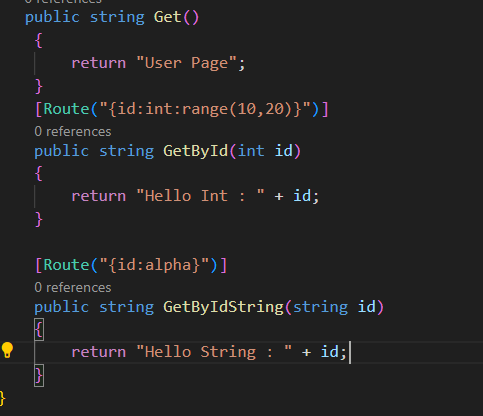 0 references
public string Get()
{
return "User Page";
}
[Route("{id:int:range(10,20)}")]
0 references
public string GetById(int id)
{
return "Hello Int : " + id;
}
[Route("{id:alpha}")]
0 references
public string GetByIdString(string id)
{
return "Hello String : " + id;
}
}